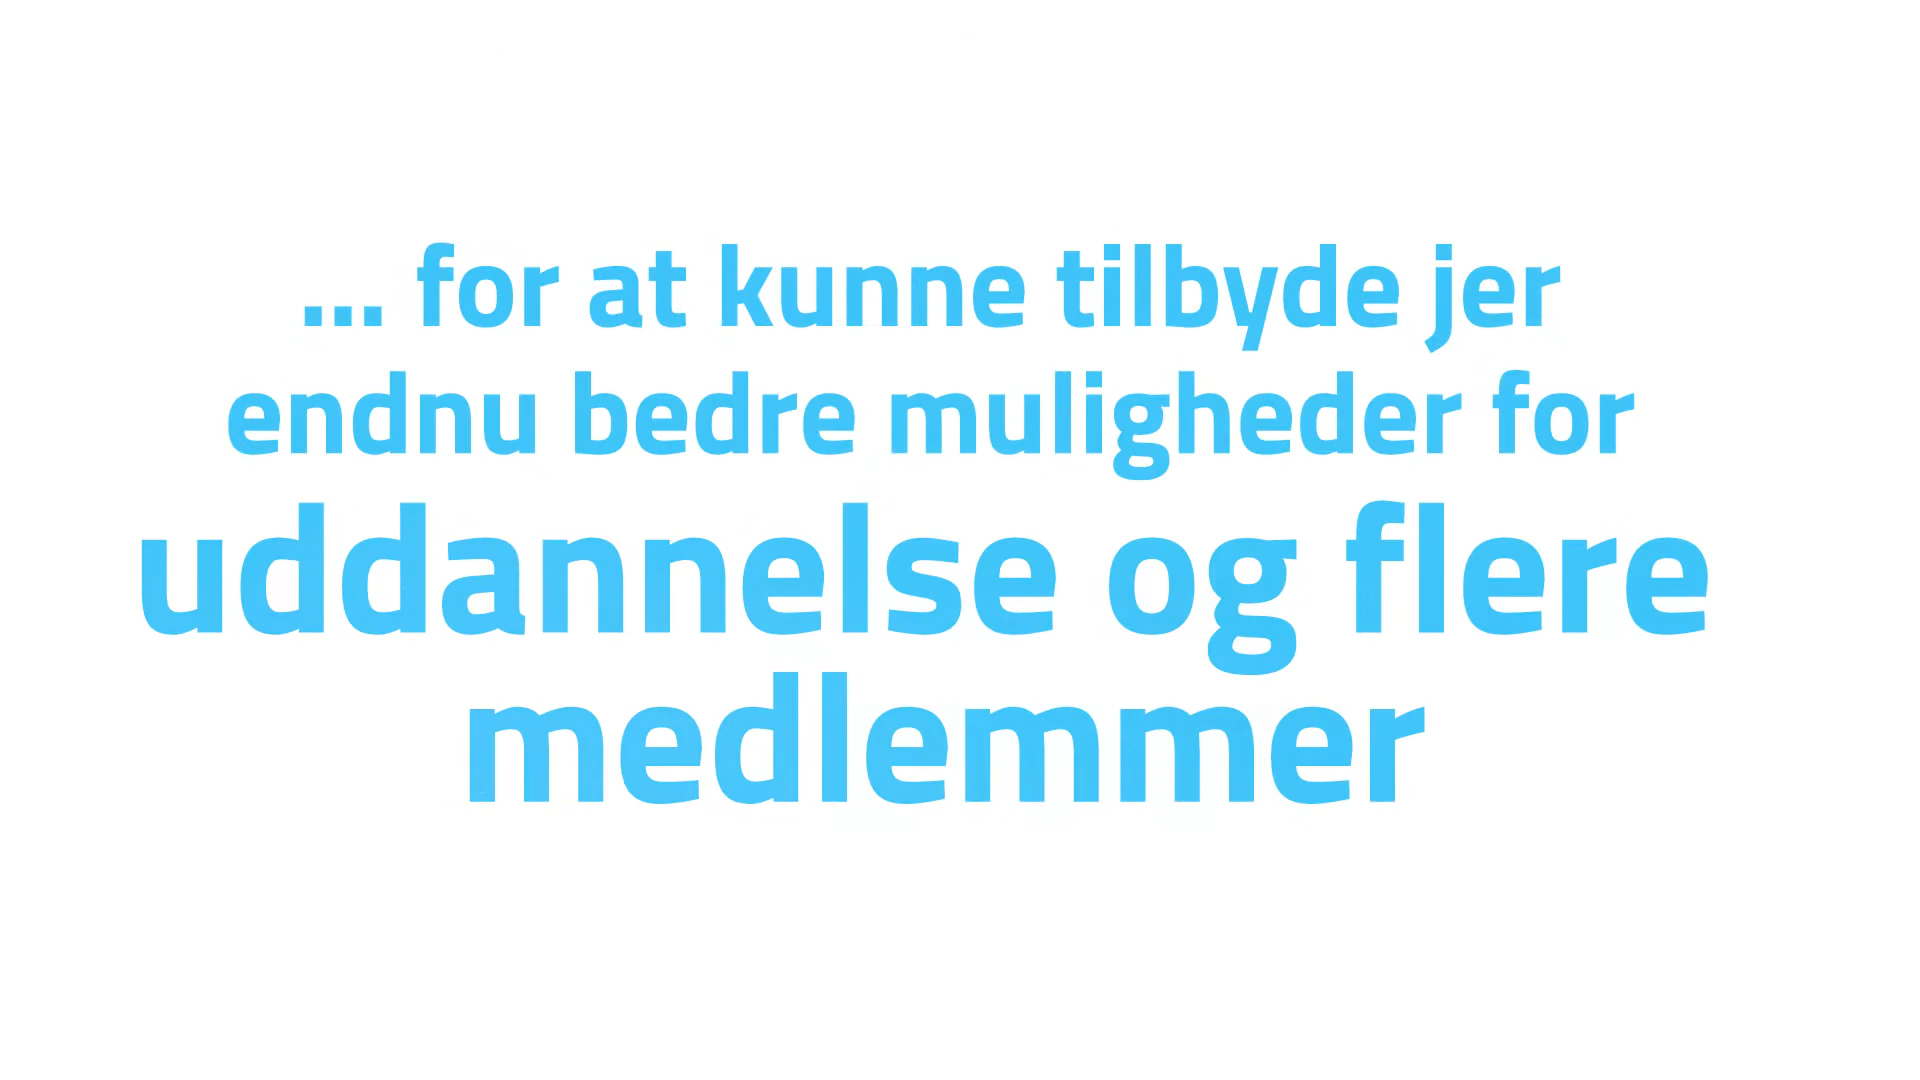 ... for at kunne tilbyde jer
endnu bedre muligheder for
uddannelse og flere
medlemmer